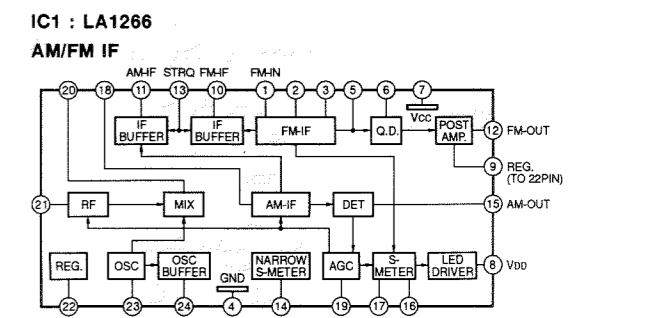 IC1 : LA1266
AM/FM IF
AM-IF STRQ FM-IF FM-IN
20 18 11 13 10 1 2 3 5 6 7
VCC
IF BUFFER
IF BUFFER
FM-IF
Q.D.
POST AMP.
12 FM-OUT
9 REG.
(TO 22PIN)
21 RF MIX AM-IF DET 15 AM-OUT
REG.
OSC
OSC BUFFER
GND
NARROW S-METER
AGC
S-METER
LED DRIVER
8 VDD
22 23 24 4 14 19 17 16